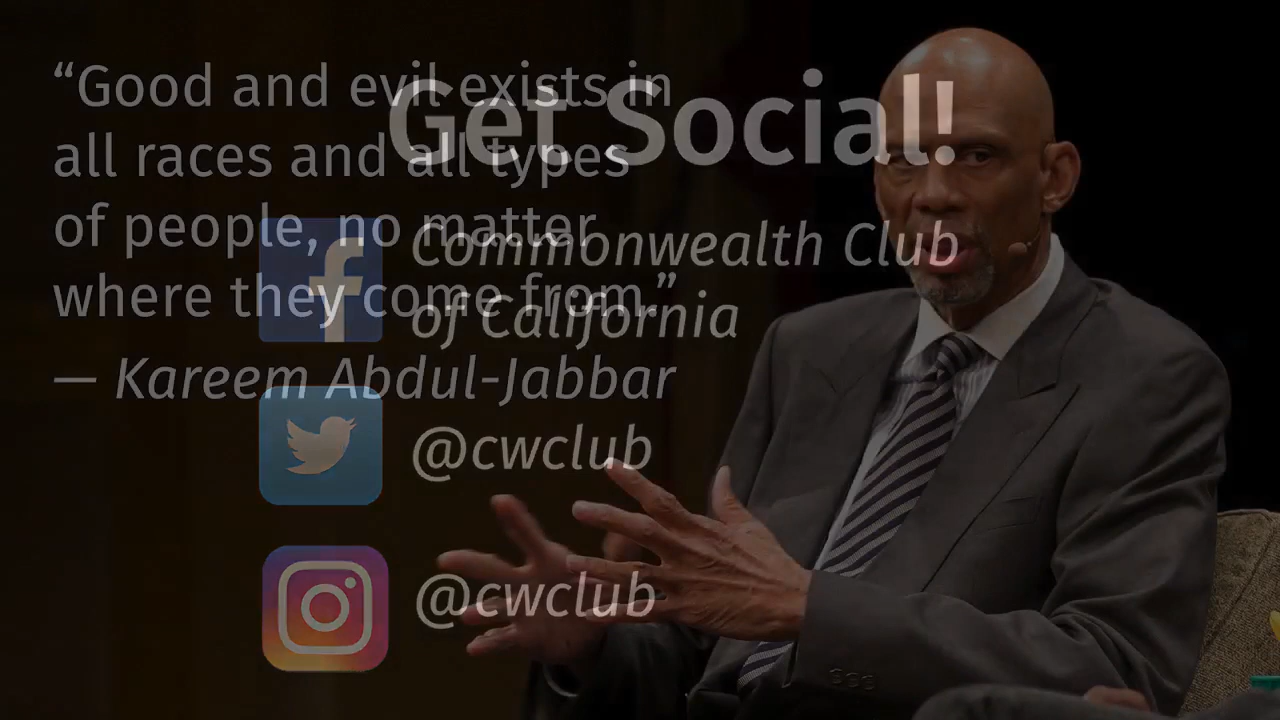 “Good and evil exists in
all races and all types
of people, no matter
where they come from.”
— Kareem Abdul-Jabbar
Get Social!
Commonwealth Club
of California
@cwclub
@cwclub